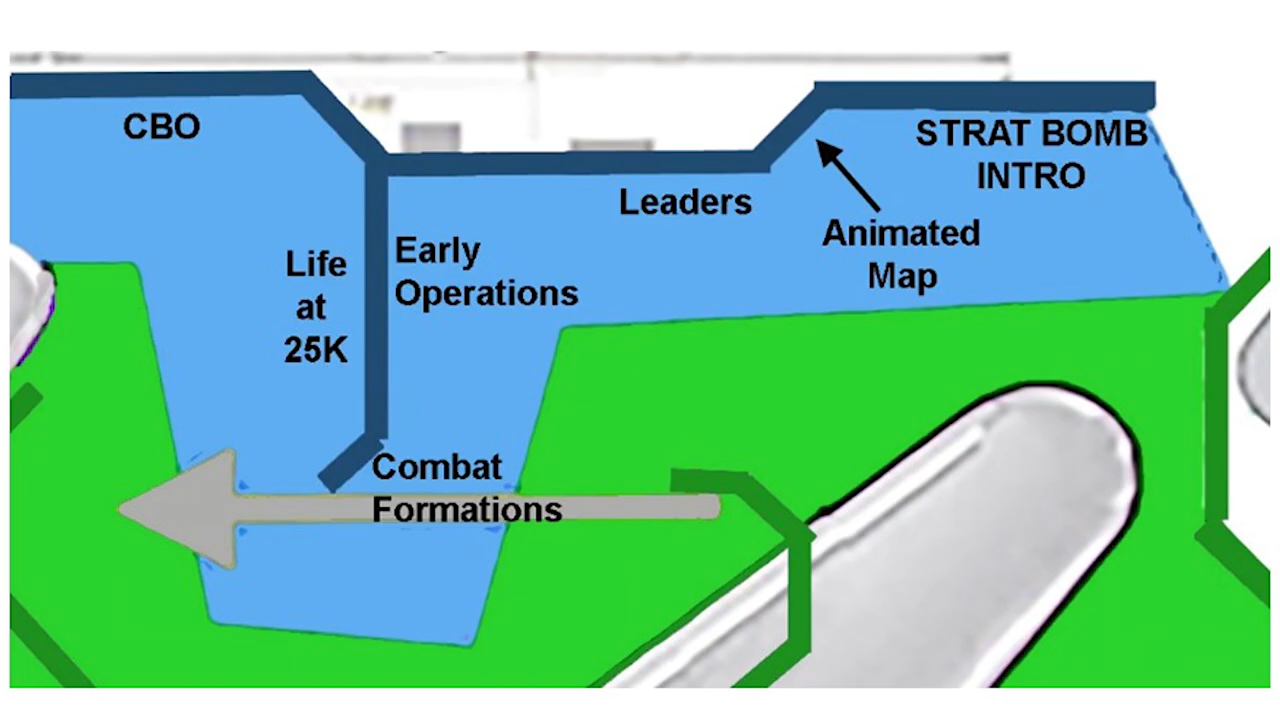 CBO
STRAT BOMB
INTRO
Leaders
Animated
Map
Life
at
25K
Early
Operations
Combat
Formations